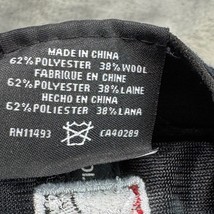 MADE IN CHINA
62% POLYESTER 38% WOOL
FABRIQUE EN CHINE
62% POLYESTER 38% LAINE
HECHO EN CHINA
62% POLIESTER 38% LANA
RN11493 CA40289